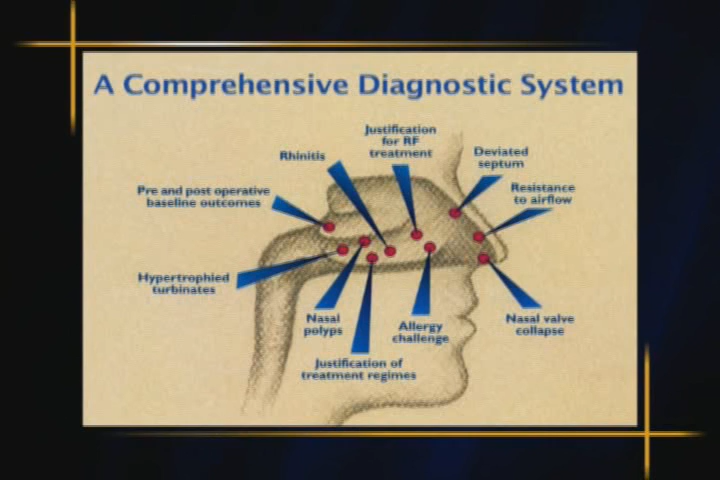 A Comprehensive Diagnostic System
Justification
for RF
treatment
Rhinitis
Deviated
septum
Pre and post operative
baseline outcomes
Resistance
to airflow
Hypertrophied
turbinates
Nasal
polyps
Allergy
challenge
Nasal valve
collapse
Justification of
treatment regimes